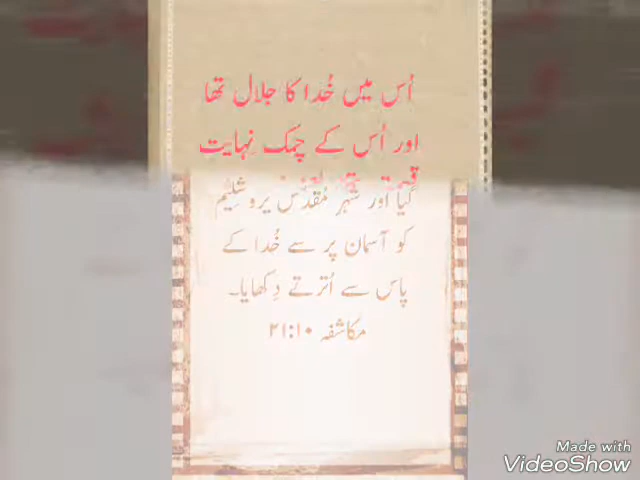 اُس میں خُدا کا جلال تھا
اور اُس کے چمک نہایت
گیا اور شہرِ مُقدّس یروشلیم
کو آسمان پر سے خُدا کے
پاس سے اُترتے دِکھایا۔
مکاشفہ ۲۱:۱۰
Made with
VideoShow